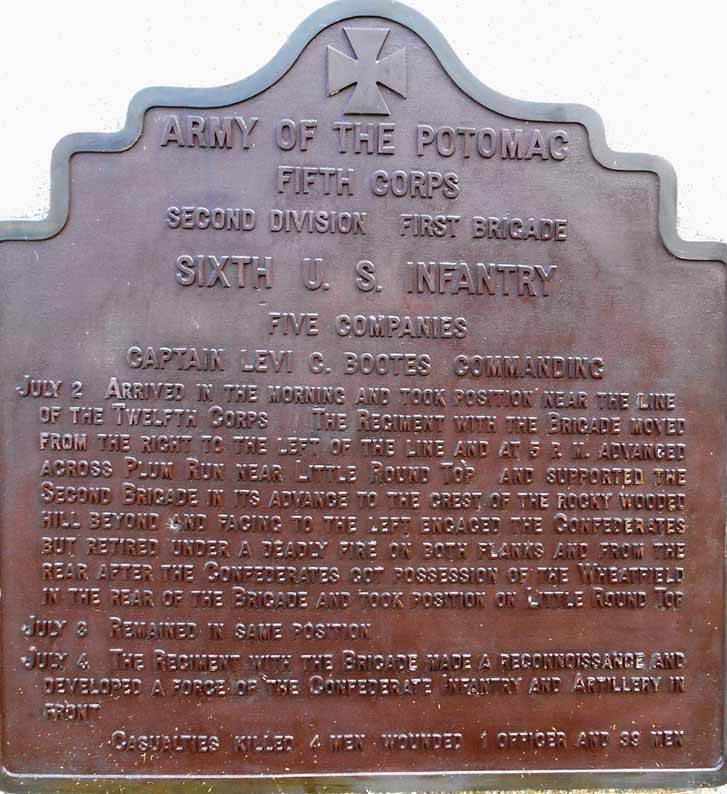 ARMY OF THE POTOMAC
FIFTH CORPS
SECOND DIVISION FIRST BRIGADE
SIXTH U. S. INFANTRY
FIVE COMPANIES
CAPTAIN LEVI C. BOOTES COMMANDING
JULY 2 ARRIVED IN THE MORNING AND TOOK POSITION NEAR THE LINE
OF THE TWELFTH CORPS THE REGIMENT WITH THE BRIGADE MOVED
FROM THE RIGHT TO THE LEFT OF THE LINE AND AT 5 P. M. ADVANCED
ACROSS PLUM RUN NEAR LITTLE ROUND TOP AND SUPPORTED THE
SECOND BRIGADE IN ITS ADVANCE TO THE CREST OF THE ROCKY WOODED
HILL BEYOND AND FACING TO THE LEFT ENGAGED THE CONFEDERATES
BUT RETIRED UNDER A DEADLY FIRE ON BOTH FLANKS AND FROM THE
REAR AFTER THE CONFEDERATES GOT POSSESSION OF THE WHEATFIELD
IN THE REAR OF THE BRIGADE AND TOOK POSITION ON LITTLE ROUND TOP
JULY 3 REMAINED IN SAME POSITION
JULY 4 THE REGIMENT WITH THE BRIGADE MADE A RECONNOISSANCE AND
DEVELOPED A FORCE OF THE CONFEDERATE INFANTRY AND ARTILLERY IN
FRONT
CASUALTIES KILLED 4 MEN WOUNDED 1 OFFICER AND 39 MEN